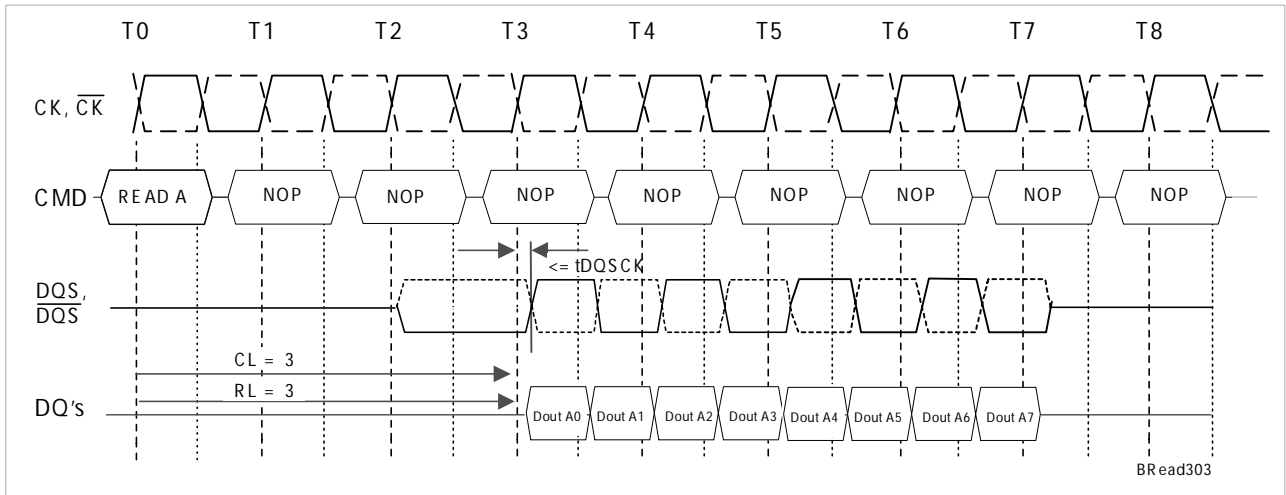 T0 T1 T2 T3 T4 T5 T6 T7 T8
CK, CK
CMD READ A NOP NOP NOP NOP NOP NOP NOP NOP
<= tDQSCK
DQS,
DQS
CL = 3
RL = 3
DQ's Dout A0 Dout A1 Dout A2 Dout A3 Dout A4 Dout A5 Dout A6 Dout A7
BRead303